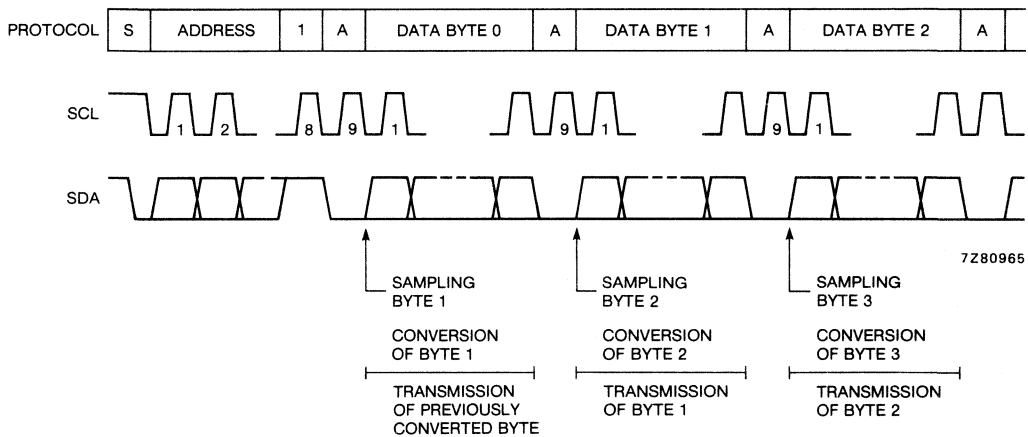 PROTOCOL S ADDRESS 1 A DATA BYTE 0 A DATA BYTE 1 A DATA BYTE 2 A
SCL 1 2 8 9 1 9 1 9 1
SDA
7Z80965
SAMPLING BYTE 1
SAMPLING BYTE 2
SAMPLING BYTE 3
CONVERSION OF BYTE 1
CONVERSION OF BYTE 2
CONVERSION OF BYTE 3
TRANSMISSION OF PREVIOUSLY CONVERTED BYTE
TRANSMISSION OF BYTE 1
TRANSMISSION OF BYTE 2